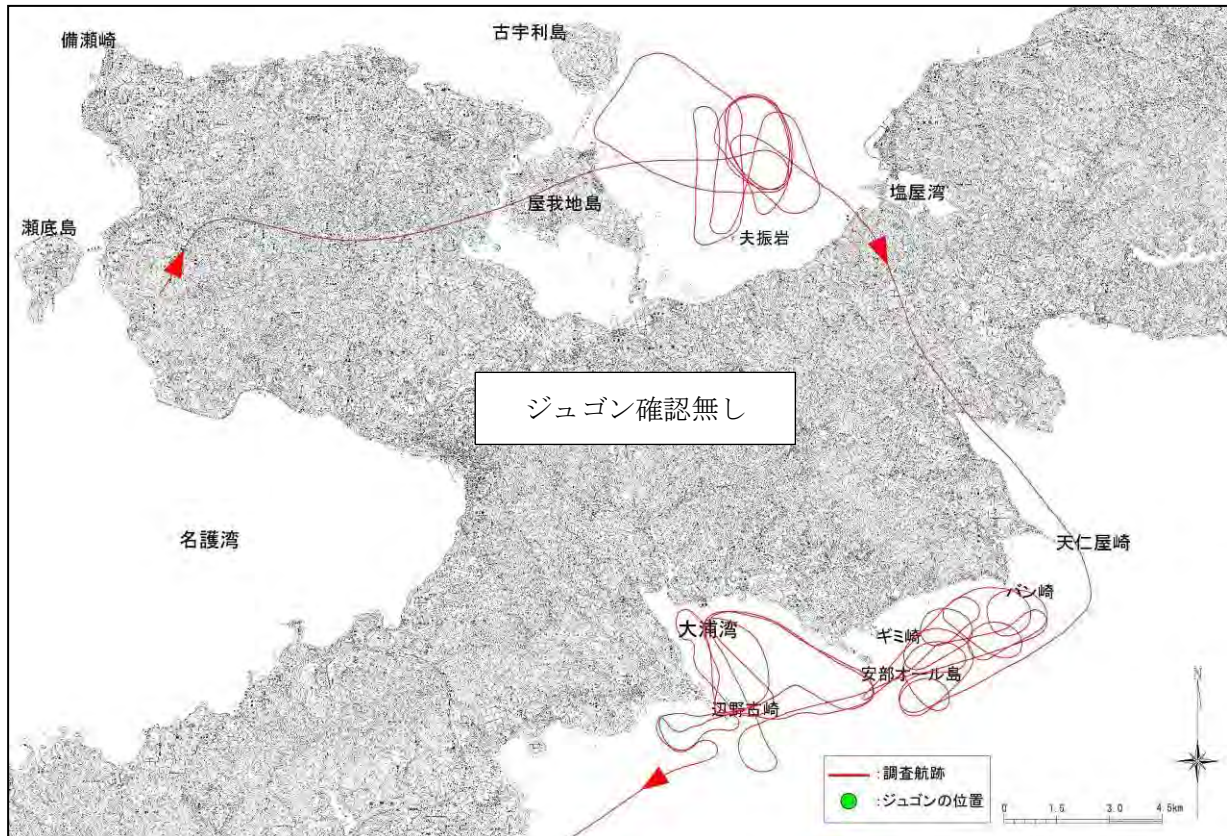 備瀬崎
古宇利島
屋我地島
塩屋湾
瀬底島
夫振岩
ジュゴン確認無し
名護湾
天仁屋崎
バン崎
大浦湾
ギミ崎
安部オール島
辺野古崎
N
:調査航跡
:ジュゴンの位置
0 1.5 3.0 4.5km